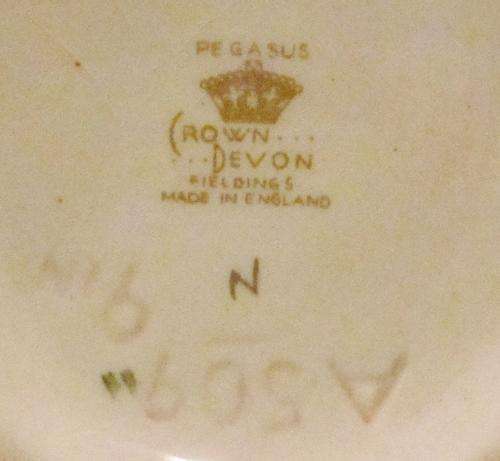 PEGASUS
CROWN...
...DEVON
FIELDINGS
MADE IN ENGLAND
N
A509